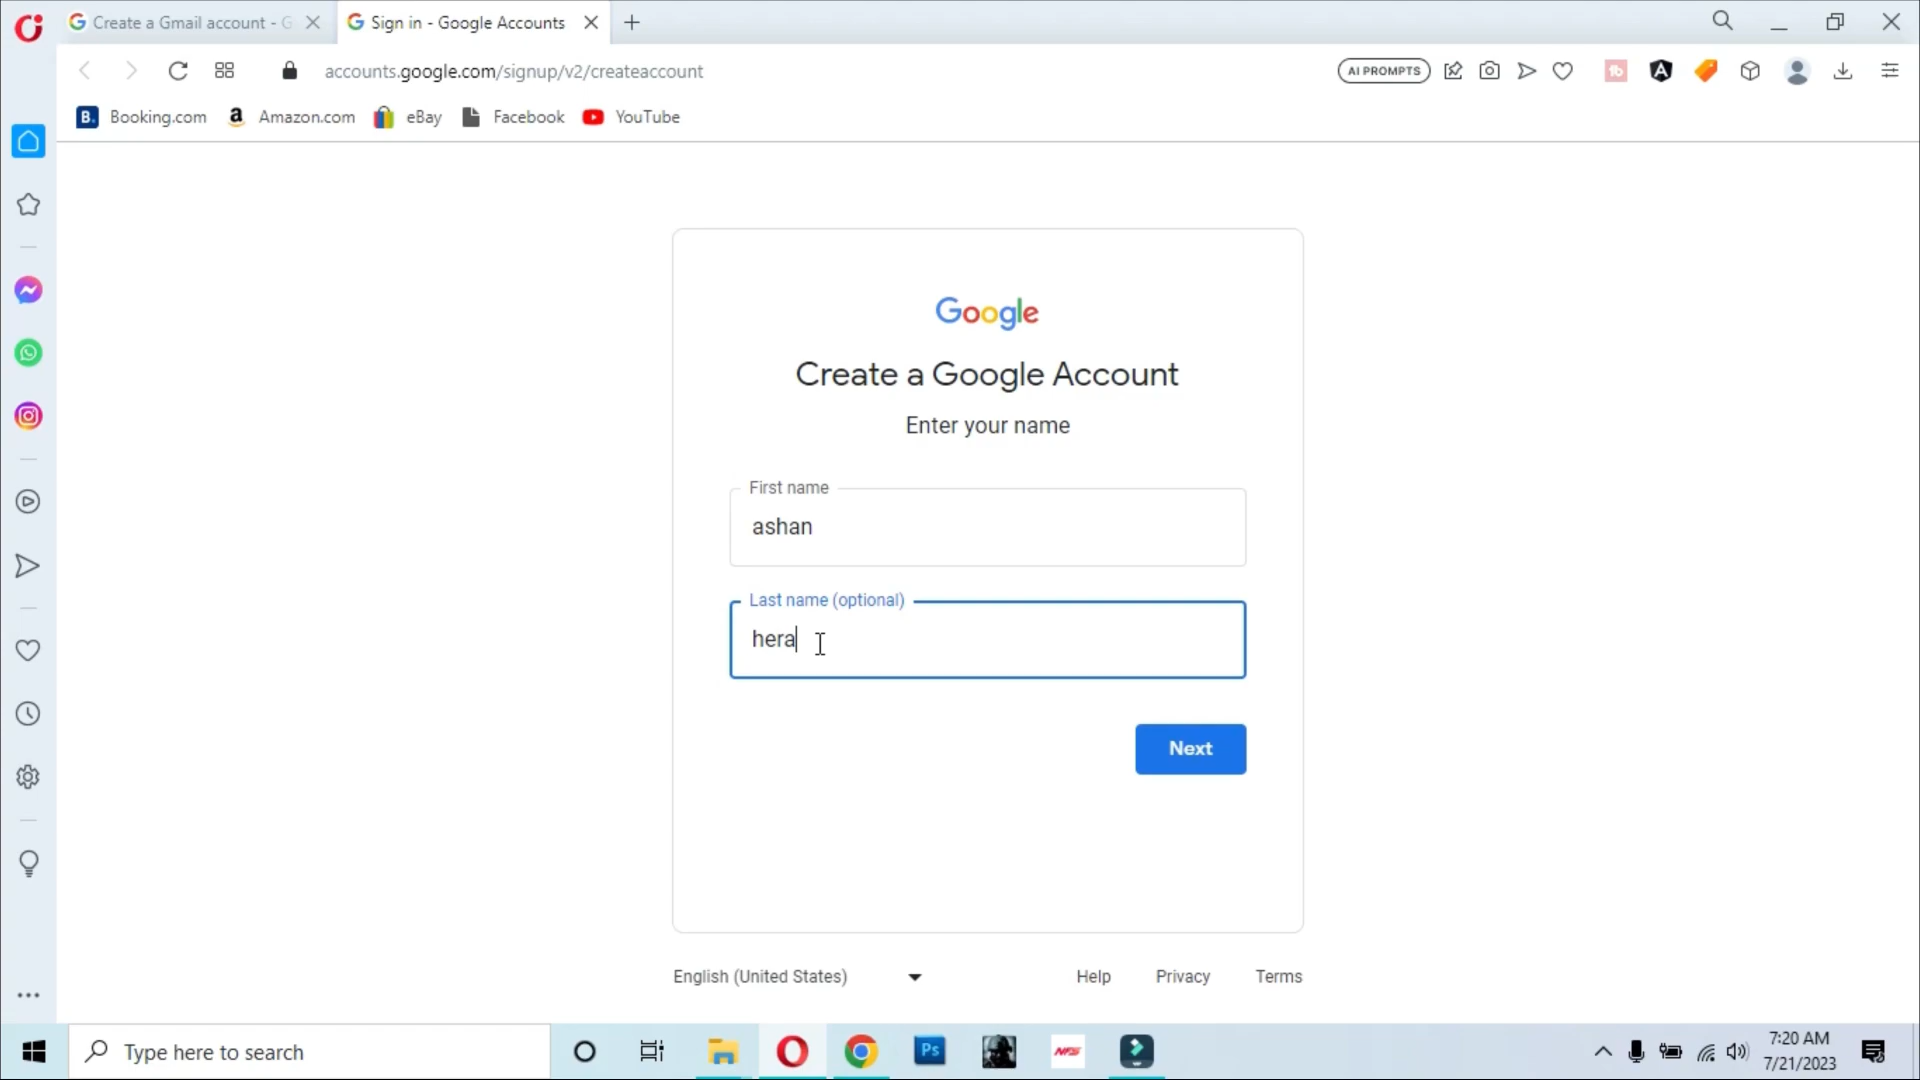 Create a Gmail account - G
Sign in - Google Accounts
accounts.google.com/signup/v2/createaccount
AI PROMPTS
Booking.com
Amazon.com
eBay
Facebook
YouTube
Google
Create a Google Account
Enter your name
First name
ashan
Last name (optional)
hera
Next
English (United States)
Help
Privacy
Terms
Type here to search
Ps
NFS
7:20 AM
7/21/2023